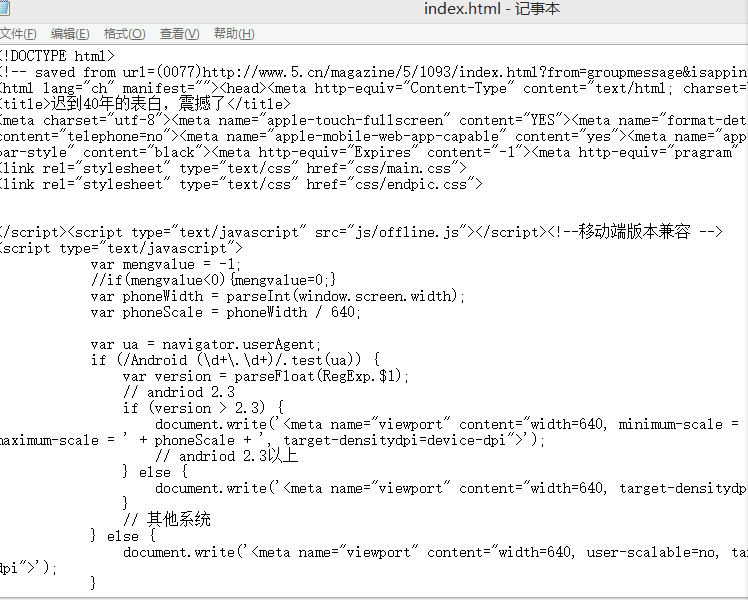 index.html - 记事本
文件(F) 编辑(E) 格式(O) 查看(V) 帮助(H)
<!DOCTYPE html>
<!-- saved from url=(0077)http://www.5.cn/magazine/5/1093/index.html?from=groupmessage&isappin
<html lang="ch" manifest=""><head><meta http-equiv="Content-Type" content="text/html; charset=
<title>迟到40年的表白，震撼了</title>
<meta charset="utf-8"><meta name="apple-touch-fullscreen" content="YES"><meta name="format-det
content="telephone=no"><meta name="apple-mobile-web-app-capable" content="yes"><meta name="app
bar-style" content="black"><meta http-equiv="Expires" content="-1"><meta http-equiv="pragram"
<link rel="stylesheet" type="text/css" href="css/main.css">
<link rel="stylesheet" type="text/css" href="css/endpic.css">
</script><script type="text/javascript" src="js/offline.js"></script><!--移动端版本兼容 -->
<script type="text/javascript">
var mengvalue = -1;
//if(mengvalue<0){mengvalue=0;}
var phoneWidth = parseInt(window.screen.width);
var phoneScale = phoneWidth / 640;
var ua = navigator.userAgent;
if (/Android (\d+\.\d+)/.test(ua)) {
var version = parseFloat(RegExp.$1);
// andriod 2.3
if (version > 2.3) {
document.write('<meta name="viewport" content="width=640, minimum-scale =
maximum-scale = ' + phoneScale + ', target-densitydpi=device-dpi">');
// andriod 2.3以上
} else {
document.write('<meta name="viewport" content="width=640, target-densitydp
}
// 其他系统
} else {
document.write('<meta name="viewport" content="width=640, user-scalable=no, tar
dpi">');
}